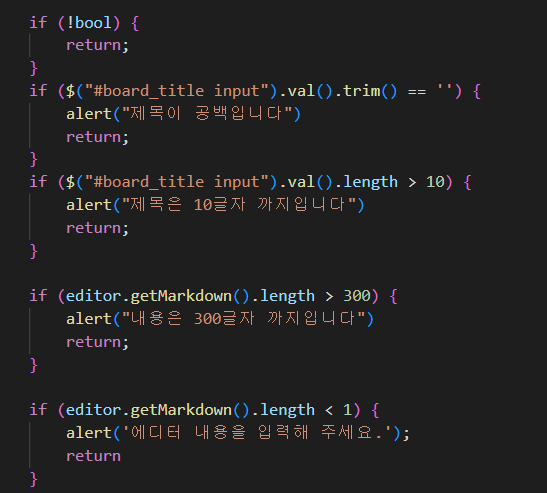 if (!bool) {
return;
}
if ($("#board_title input").val().trim() == '') {
alert("제목이 공백입니다")
return;
}
if ($("#board_title input").val().length > 10) {
alert("제목은 10글자 까지입니다")
return;
}
if (editor.getMarkdown().length > 300) {
alert("내용은 300글자 까지입니다")
return;
}
if (editor.getMarkdown().length < 1) {
alert('에디터 내용을 입력해 주세요.');
return
}